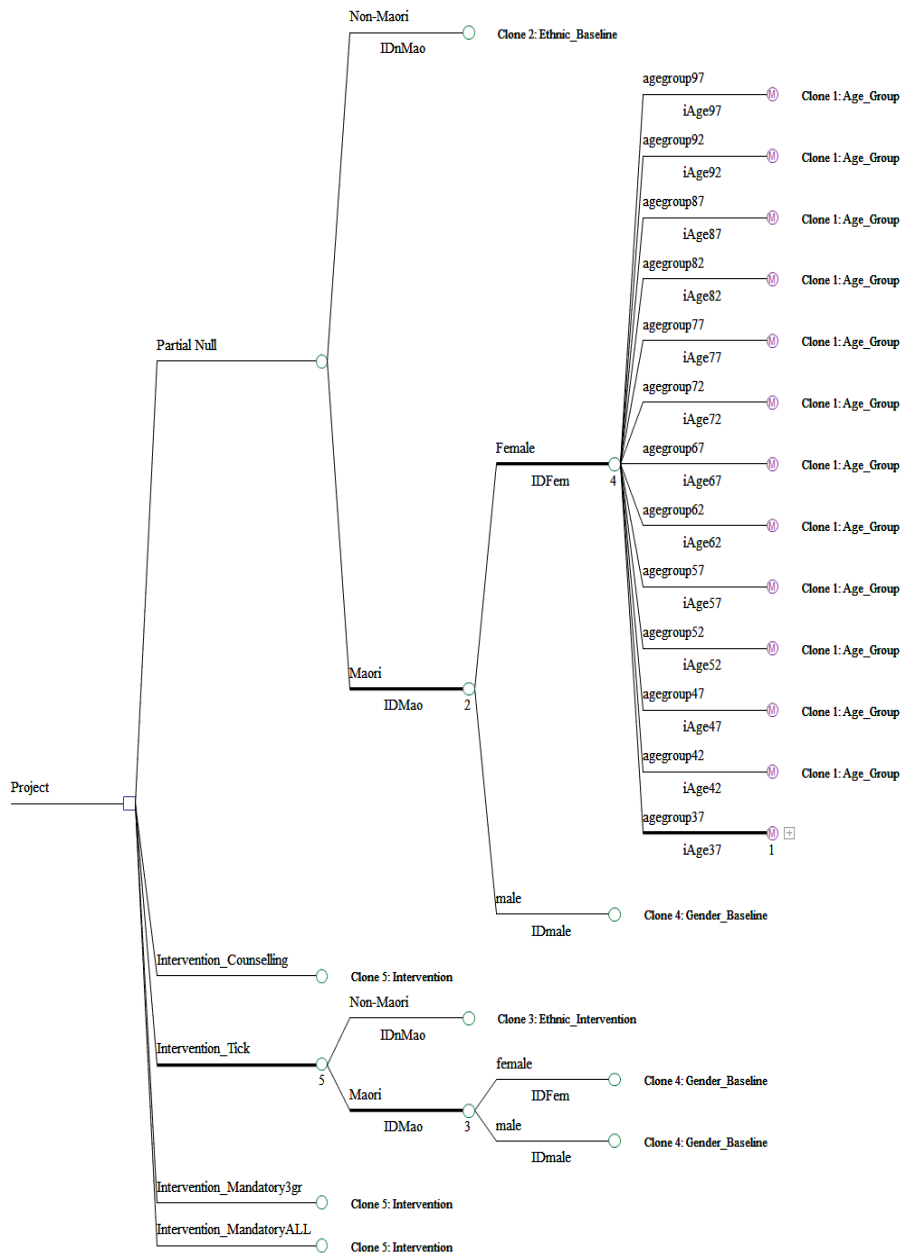 Non-Maori
IDnMao
Clone 2: Ethnic_Baseline
agegroup97
iAge97
M
Clone 1: Age_Group
agegroup92
iAge92
M
Clone 1: Age_Group
agegroup87
iAge87
M
Clone 1: Age_Group
agegroup82
iAge82
M
Clone 1: Age_Group
agegroup77
iAge77
M
Clone 1: Age_Group
agegroup72
iAge72
M
Clone 1: Age_Group
agegroup67
iAge67
M
Clone 1: Age_Group
agegroup62
iAge62
M
Clone 1: Age_Group
agegroup57
iAge57
M
Clone 1: Age_Group
agegroup52
iAge52
M
Clone 1: Age_Group
agegroup47
iAge47
M
Clone 1: Age_Group
agegroup42
iAge42
M
Clone 1: Age_Group
agegroup37
iAge37
M
+
1
Partial Null
Female
IDFem
4
Maori
IDMao
2
Project
male
IDmale
Clone 4: Gender_Baseline
Intervention_Counselling
Clone 5: Intervention
Non-Maori
IDnMao
Clone 3: Ethnic_Intervention
Intervention_Tick
5
female
IDFem
Clone 4: Gender_Baseline
Maori
IDMao
3
male
IDmale
Clone 4: Gender_Baseline
Intervention_Mandatory3gr
Clone 5: Intervention
Intervention_MandatoryALL
Clone 5: Intervention